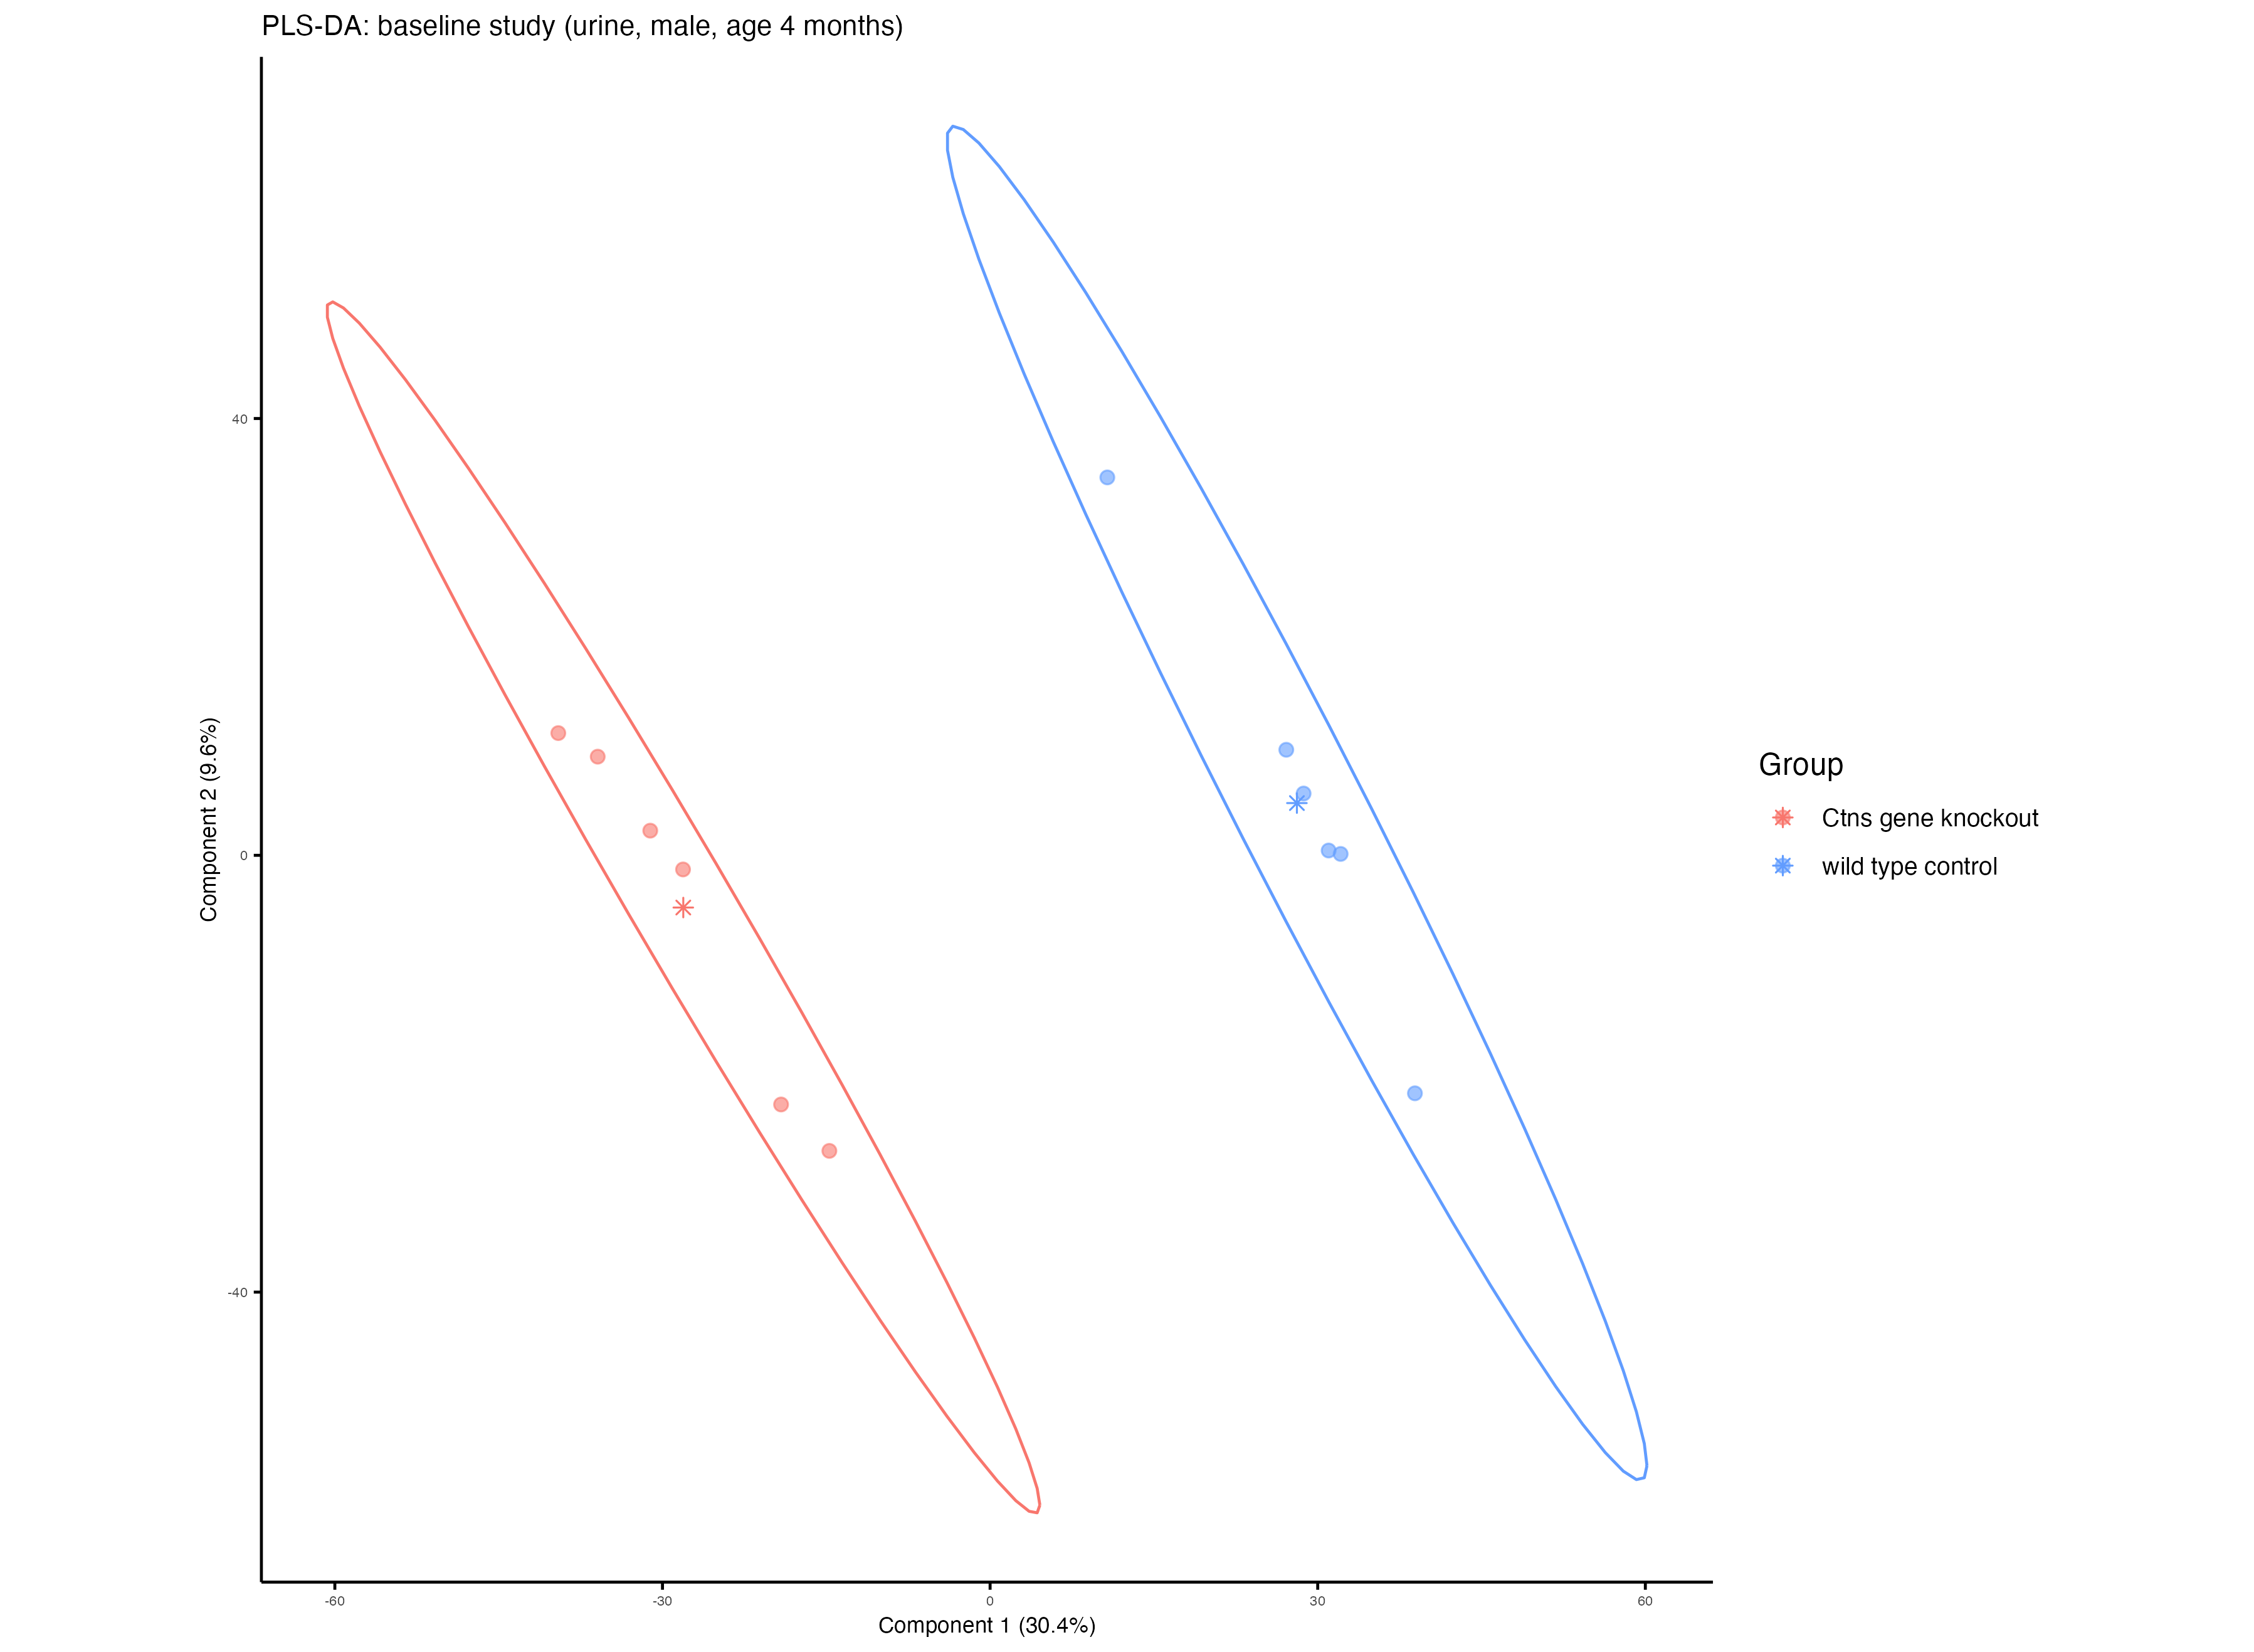 PLS-DA: baseline study (urine, male, age 4 months)
Component 2 (9.6%)
40
0
-40
-60
-30
0
30
60
Component 1 (30.4%)
Group
Ctns gene knockout
wild type control